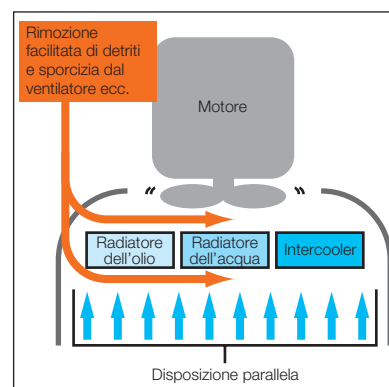 Rimozione
facilitata di detriti
e sporcizia dal
ventilatore ecc.
Motore
Radiatore
dell'olio
Radiatore
dell'acqua
Intercooler
Disposizione parallela